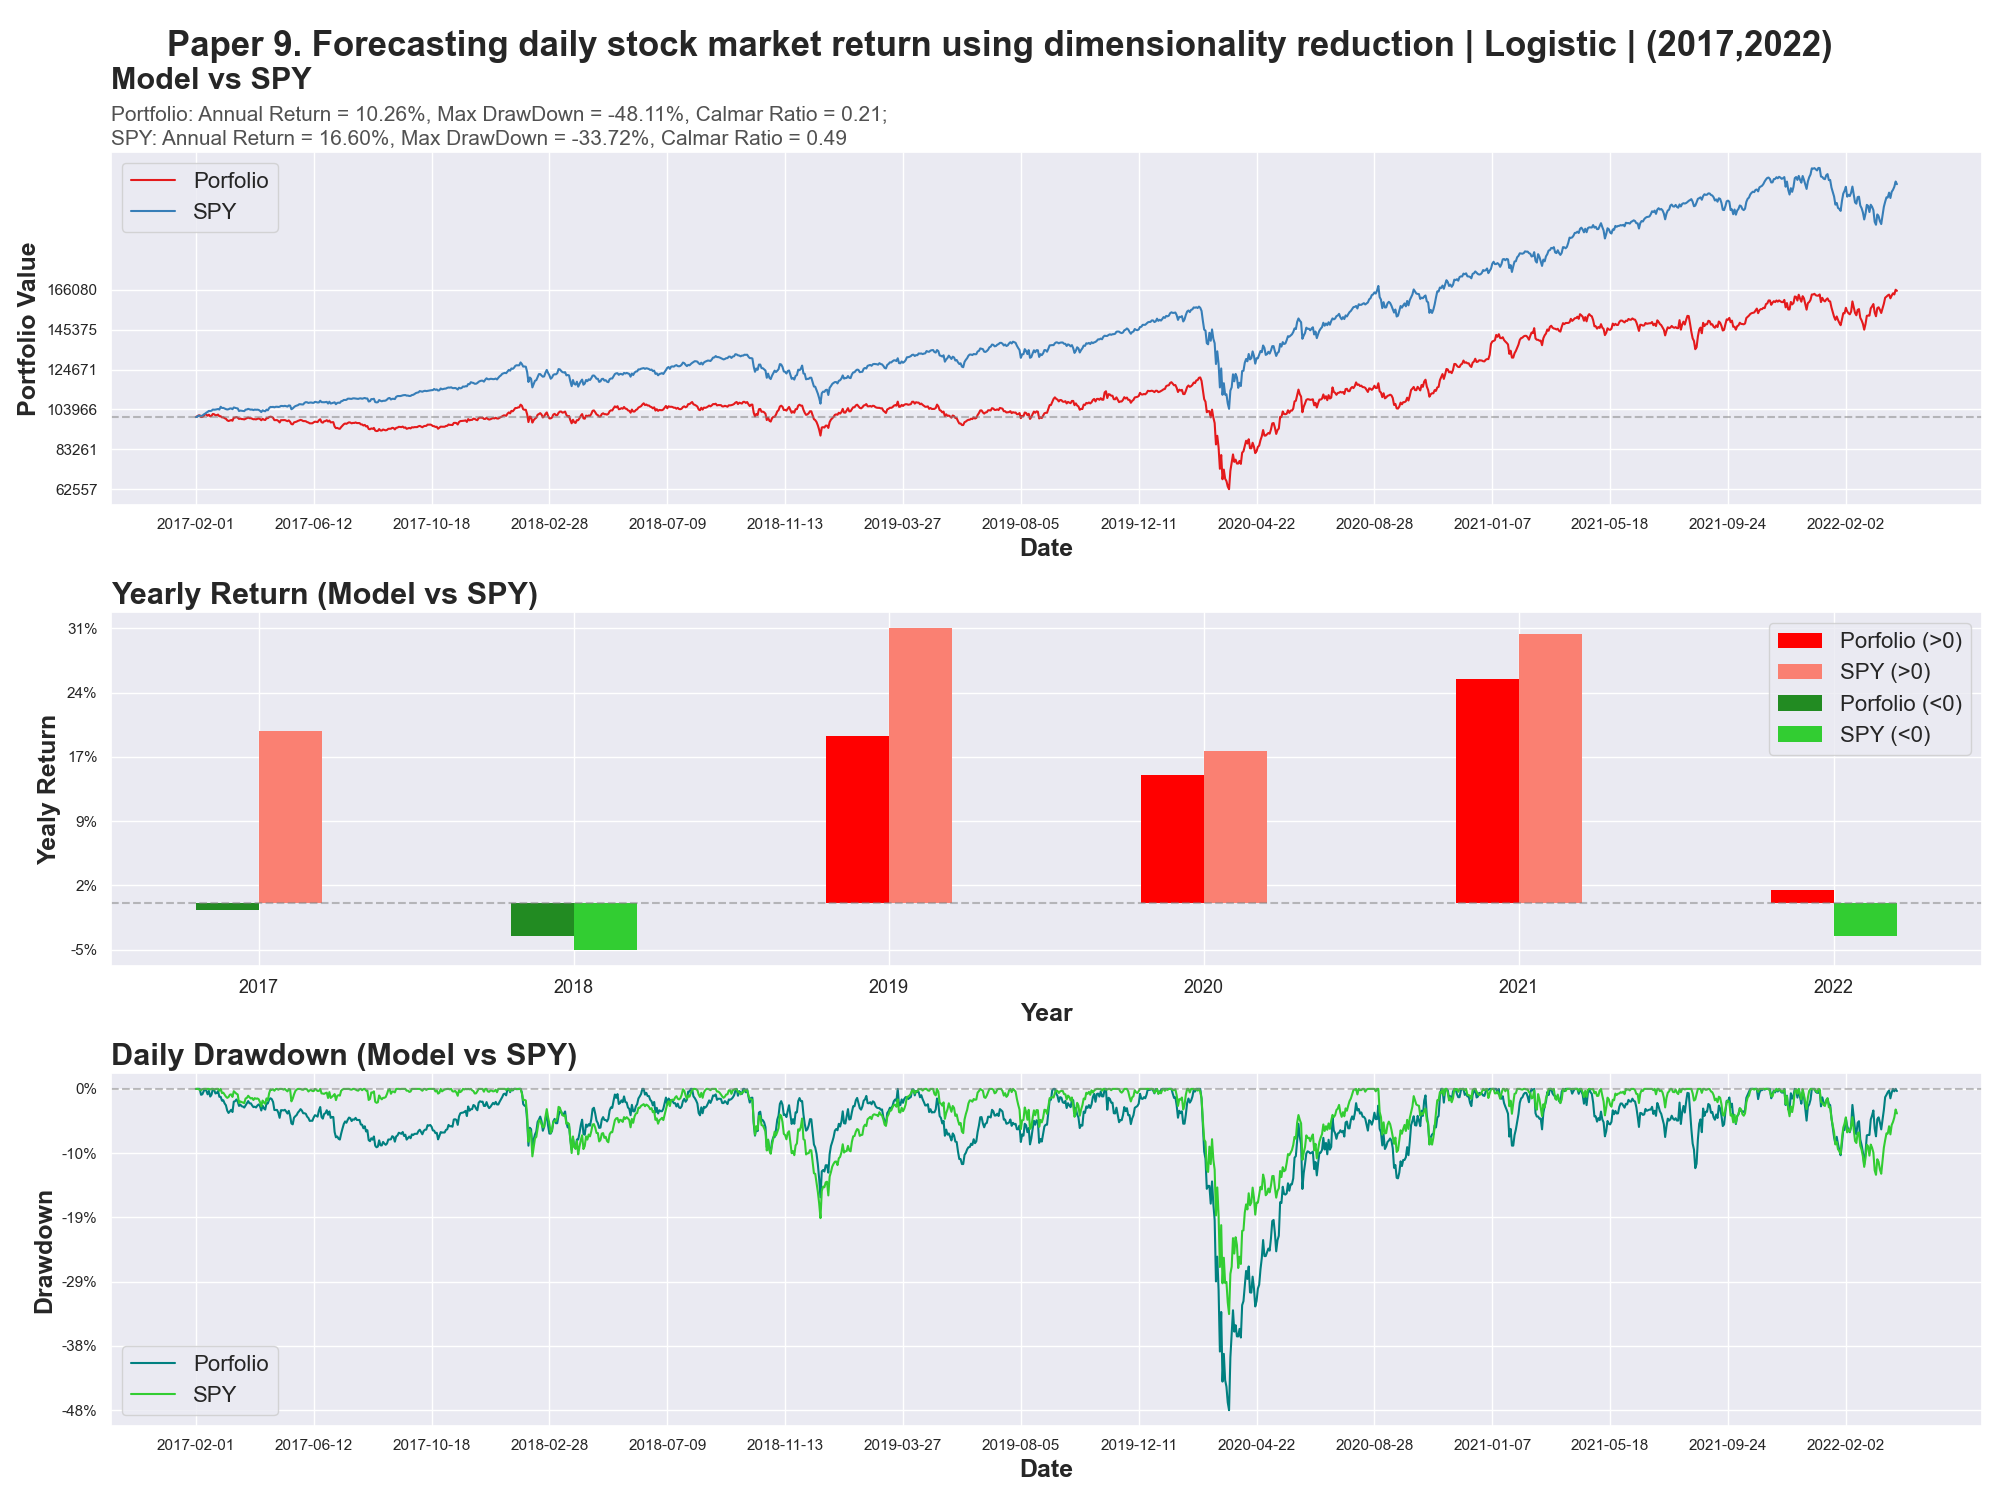 Paper 9. Forecasting daily stock market return using dimensionality reduction | Logistic | (2017,2022)
Model vs SPY
Portfolio: Annual Return = 10.26%, Max DrawDown = -48.11%, Calmar Ratio = 0.21;
SPY: Annual Return = 16.60%, Max DrawDown = -33.72%, Calmar Ratio = 0.49
Porfolio
SPY
Portfolio Value
166080
145375
124671
103966
83261
62557
2017-02-01 2017-06-12 2017-10-18 2018-02-28 2018-07-09 2018-11-13 2019-03-27 2019-08-05 2019-12-11 2020-04-22 2020-08-28 2021-01-07 2021-05-18 2021-09-24 2022-02-02
Date
Yearly Return (Model vs SPY)
Porfolio (>0)
SPY (>0)
Porfolio (<0)
SPY (<0)
Yealy Return
31%
24%
17%
9%
2%
-5%
2017 2018 2019 2020 2021 2022
Year
Daily Drawdown (Model vs SPY)
Drawdown
0%
-10%
-19%
-29%
-38%
-48%
Porfolio
SPY
2017-02-01 2017-06-12 2017-10-18 2018-02-28 2018-07-09 2018-11-13 2019-03-27 2019-08-05 2019-12-11 2020-04-22 2020-08-28 2021-01-07 2021-05-18 2021-09-24 2022-02-02
Date